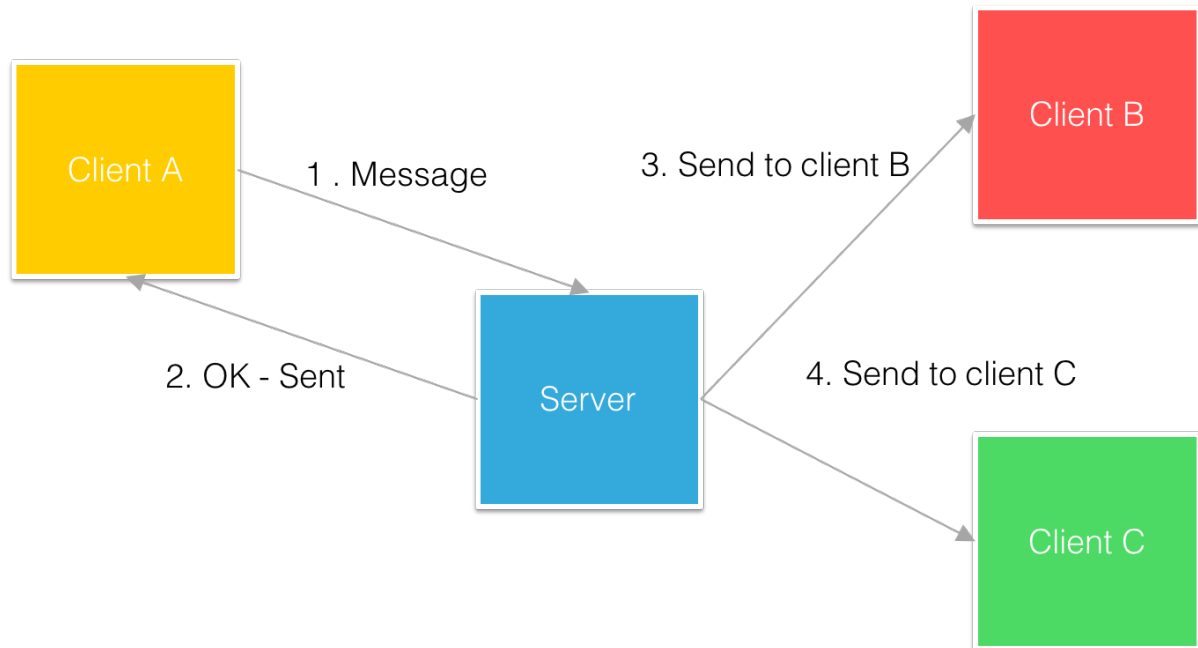 Client A
1 . Message
2. OK - Sent
Server
3. Send to client B
Client B
4. Send to client C
Client C